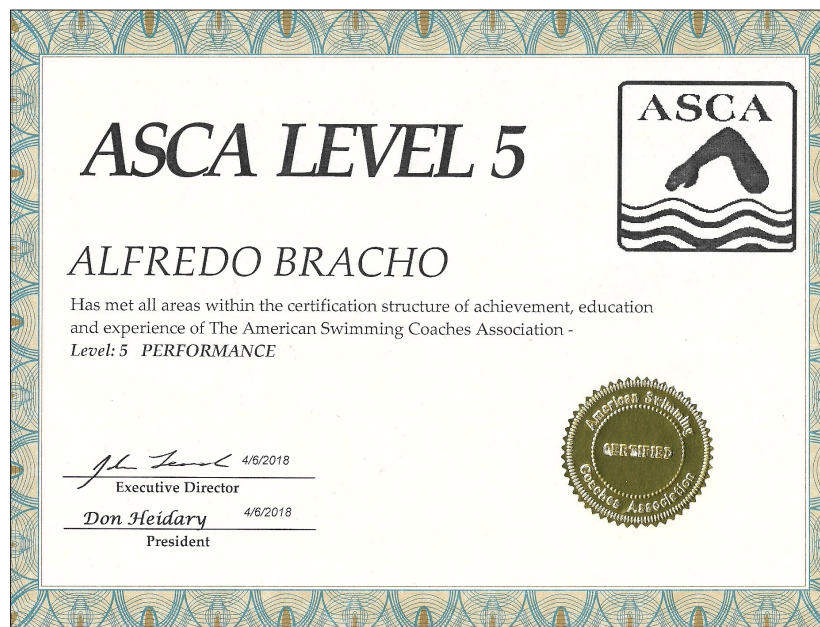 ASCA
ASCA LEVEL 5
ALFREDO BRACHO
Has met all areas within the certification structure of achievement, education
and experience of The American Swimming Coaches Association -
Level: 5 PERFORMANCE
4/6/2018
Executive Director
Don Heidary 4/6/2018
President
American Swimming
CERTIFIED
Coaches Association